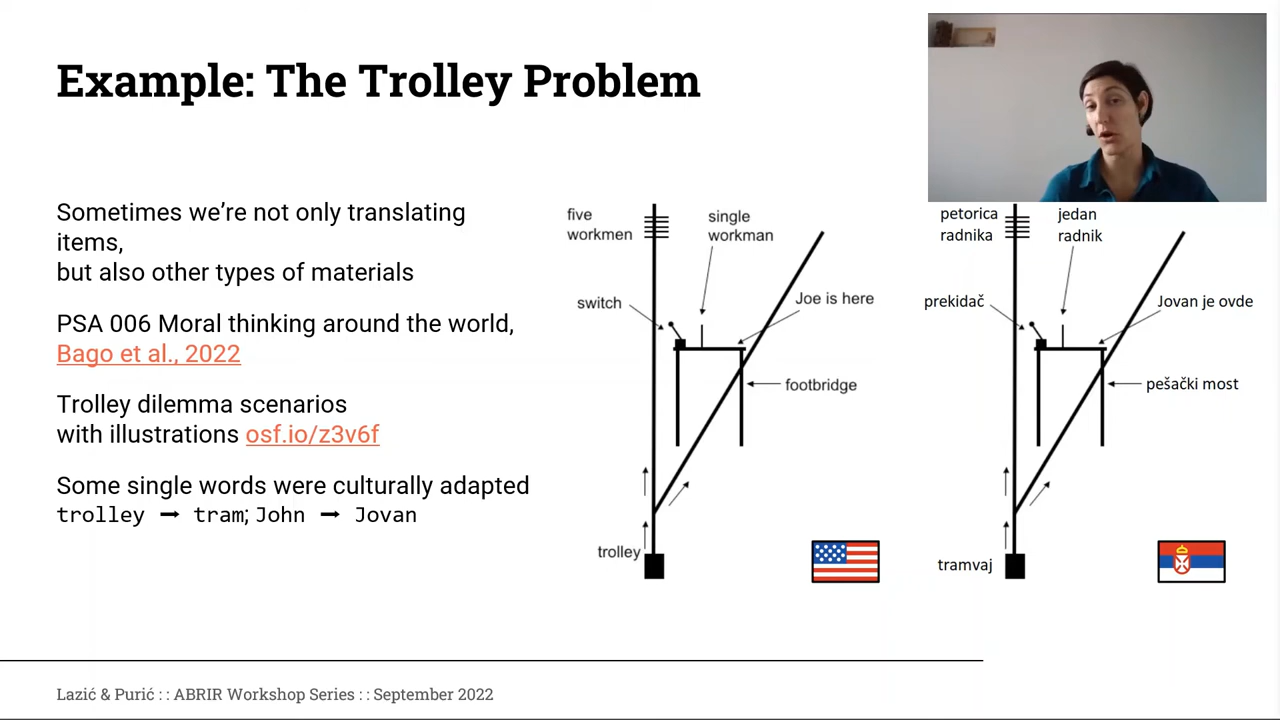 Example: The Trolley Problem
Sometimes we're not only translating
items,
but also other types of materials
PSA 006 Moral thinking around the world,
Bago et al., 2022
Trolley dilemma scenarios
with illustrations osf.io/z3v6f
Some single words were culturally adapted
trolley ➞ tram; John ➞ Jovan
five
workmen
single
workman
switch
Joe is here
footbridge
trolley
petorica
radnika
jedan
radnik
prekidač
Jovan je ovde
pešački most
tramvaj
Lazić & Purić : : ABRIR Workshop Series : : September 2022